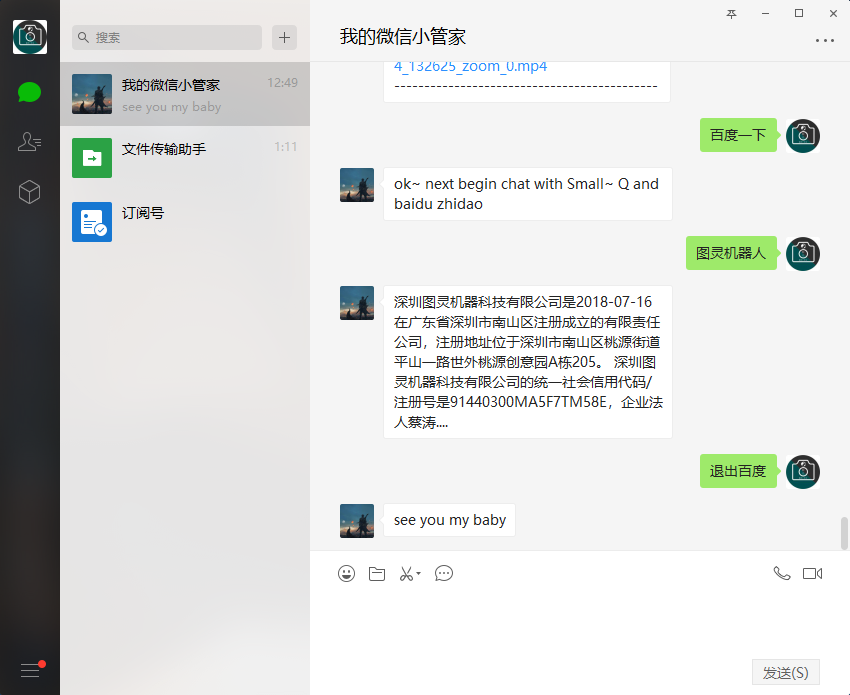 搜索
我的微信小管家
12:49
see you my baby
文件传输助手
1:11
订阅号
我的微信小管家
4_132625_zoom_0.mp4
--------------------------------------------
百度一下
ok~ next begin chat with Small~ Q and
baidu zhidao
图灵机器人
深圳图灵机器科技有限公司是2018-07-16
在广东省深圳市南山区注册成立的有限责任
公司，注册地址位于深圳市南山区桃源街道
平山一路世外桃源创意园A栋205。 深圳图
灵机器科技有限公司的统一社会信用代码/
注册号是91440300MA5F7TM58E，企业法
人蔡涛....
退出百度
see you my baby
发送(S)